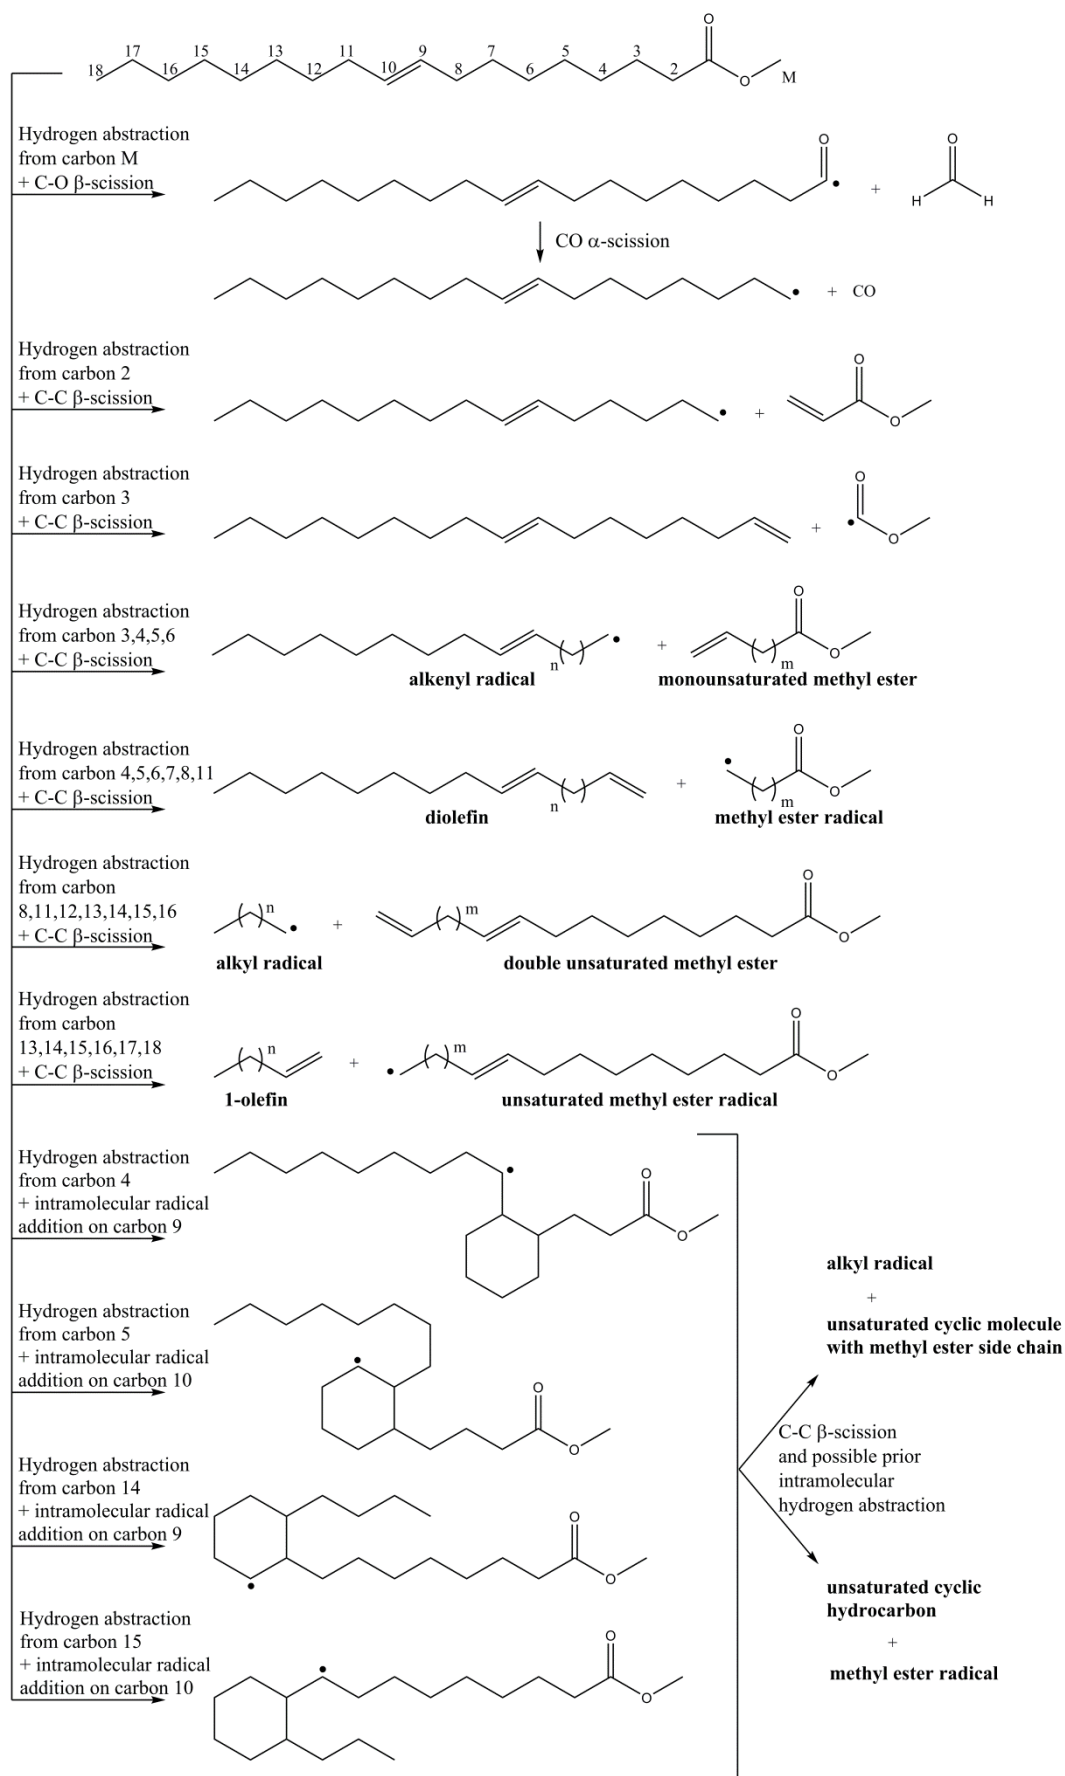 O
17 15 13 11 9 7 5 3
18 16 14 12 10 8 6 4 2 O M
Hydrogen abstraction
from carbon M
+ C-O β-scission
O
•
+
O
H H
CO α-scission
• + CO
Hydrogen abstraction
from carbon 2
+ C-C β-scission
• +
O
O
Hydrogen abstraction
from carbon 3
+ C-C β-scission
+
O
• O
Hydrogen abstraction
from carbon 3,4,5,6
+ C-C β-scission
n( ) •
+
O
( )m O
alkenyl radical
monounsaturated methyl ester
Hydrogen abstraction
from carbon 4,5,6,7,8,11
+ C-C β-scission
n( )
+
O
•
( )m O
diolefin
methyl ester radical
Hydrogen abstraction
from carbon
8,11,12,13,14,15,16
+ C-C β-scission
( )n •
+
( )m
O
O
alkyl radical
double unsaturated methyl ester
Hydrogen abstraction
from carbon
13,14,15,16,17,18
+ C-C β-scission
( )n
+
• ( )m
O
O
1-olefin
unsaturated methyl ester radical
Hydrogen abstraction
from carbon 4
+ intramolecular radical
addition on carbon 9
•
O
O
Hydrogen abstraction
from carbon 5
+ intramolecular radical
addition on carbon 10
•
O
O
Hydrogen abstraction
from carbon 14
+ intramolecular radical
addition on carbon 9
•
O
O
Hydrogen abstraction
from carbon 15
+ intramolecular radical
addition on carbon 10
•
O
O
alkyl radical
+
unsaturated cyclic molecule
with methyl ester side chain
C-C β-scission
and possible prior
intramolecular
hydrogen abstraction
unsaturated cyclic
hydrocarbon
+
methyl ester radical